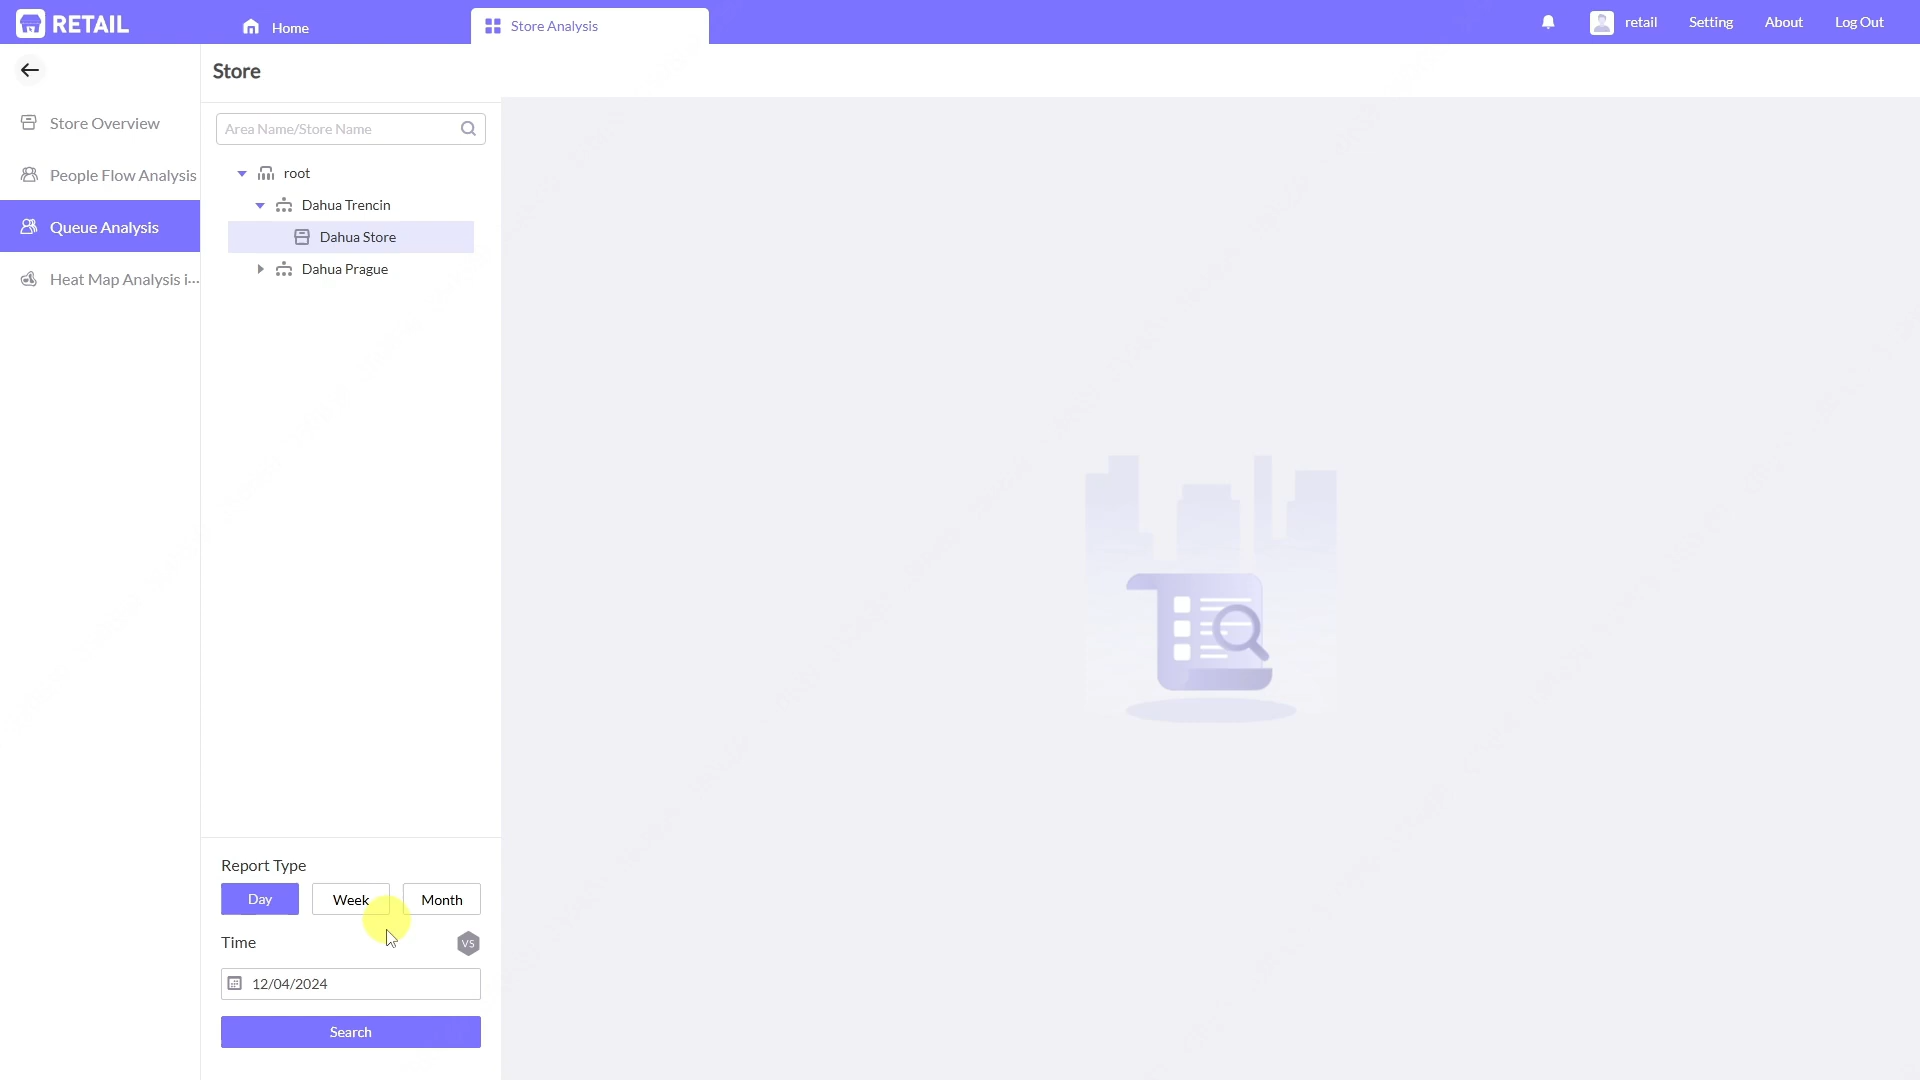 RETAIL
Home
Store Analysis
retail
Setting
About
Log Out
Store
Store Overview
People Flow Analysis
Queue Analysis
Heat Map Analysis i...
Area Name/Store Name
root
Dahua Trencin
Dahua Store
Dahua Prague
Report Type
Day
Week
Month
Time
VS
12/04/2024
Search